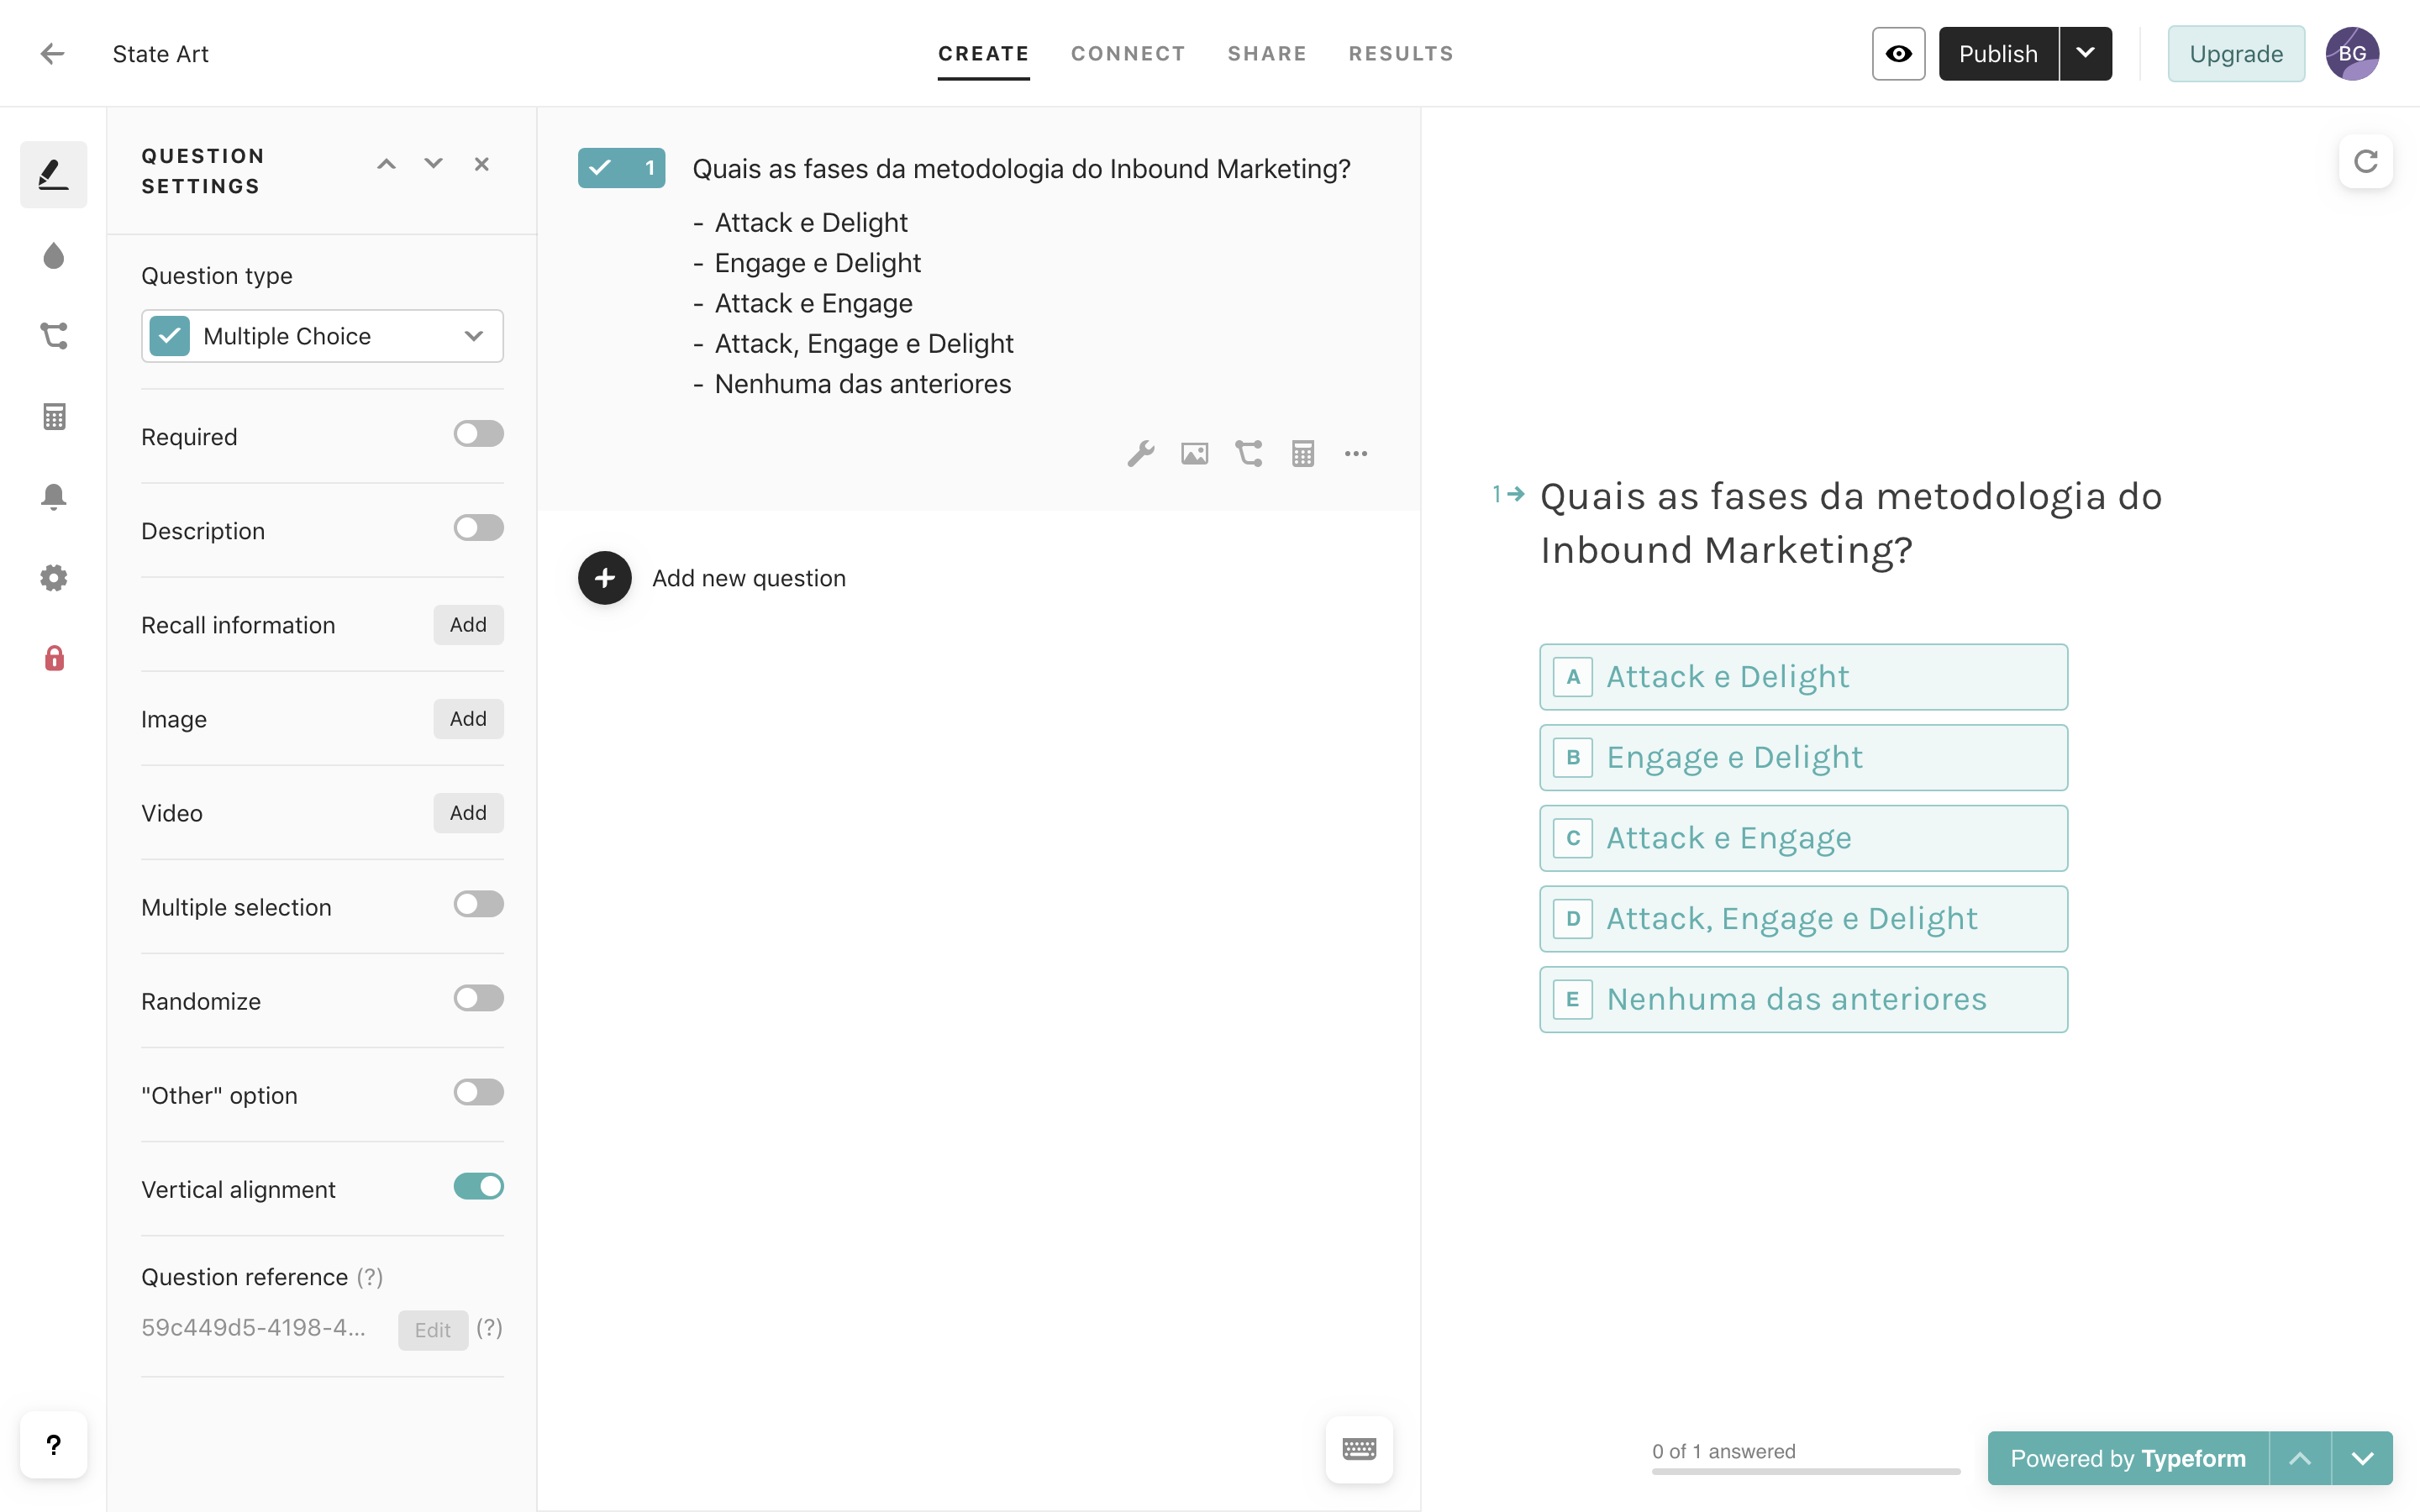 State Art
CREATE
CONNECT
SHARE
RESULTS
Publish
Upgrade
BG
QUESTION
SETTINGS
Question type
Multiple Choice
Required
Description
Recall information
Add
Image
Add
Video
Add
Multiple selection
Randomize
"Other" option
Vertical alignment
Question reference (?)
59c449d5-4198-4...
Edit
(?)
?
1
Quais as fases da metodologia do Inbound Marketing?
- Attack e Delight
- Engage e Delight
- Attack e Engage
- Attack, Engage e Delight
- Nenhuma das anteriores
Add new question
1
Quais as fases da metodologia do
Inbound Marketing?
A Attack e Delight
B Engage e Delight
C Attack e Engage
D Attack, Engage e Delight
E Nenhuma das anteriores
0 of 1 answered
Powered by Typeform